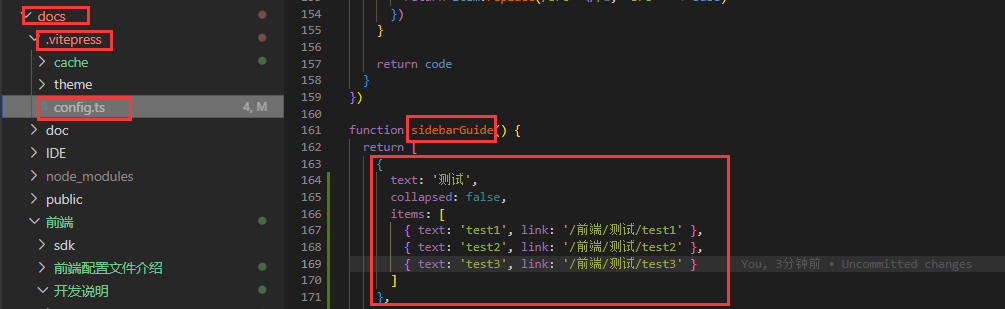 docs
.vitepress
cache
theme
config.ts 4, M
doc
IDE
node_modules
public
前端
sdk
前端配置文件介绍
开发说明
154 })
155 }
156
157 return code
158 }
159 })
160
161 function sidebarGuide() {
162 return [
163 {
164 text: '测试',
165 collapsed: false,
166 items: [
167 { text: 'test1', link: '/前端/测试/test1' },
168 { text: 'test2', link: '/前端/测试/test2' },
169 { text: 'test3', link: '/前端/测试/test3' } You, 3分钟前 • Uncommitted changes
170 ]
171 },